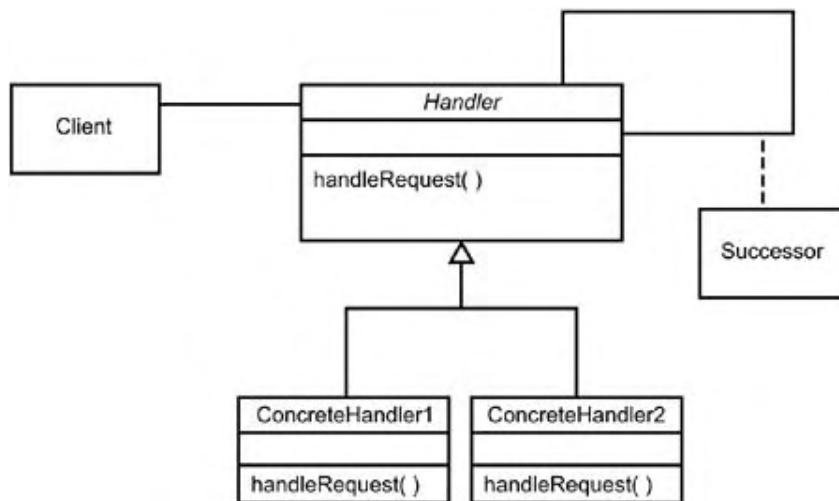 Client
Handler
handleRequest( )
Successor
ConcreteHandler1
ConcreteHandler2
handleRequest( )
handleRequest( )